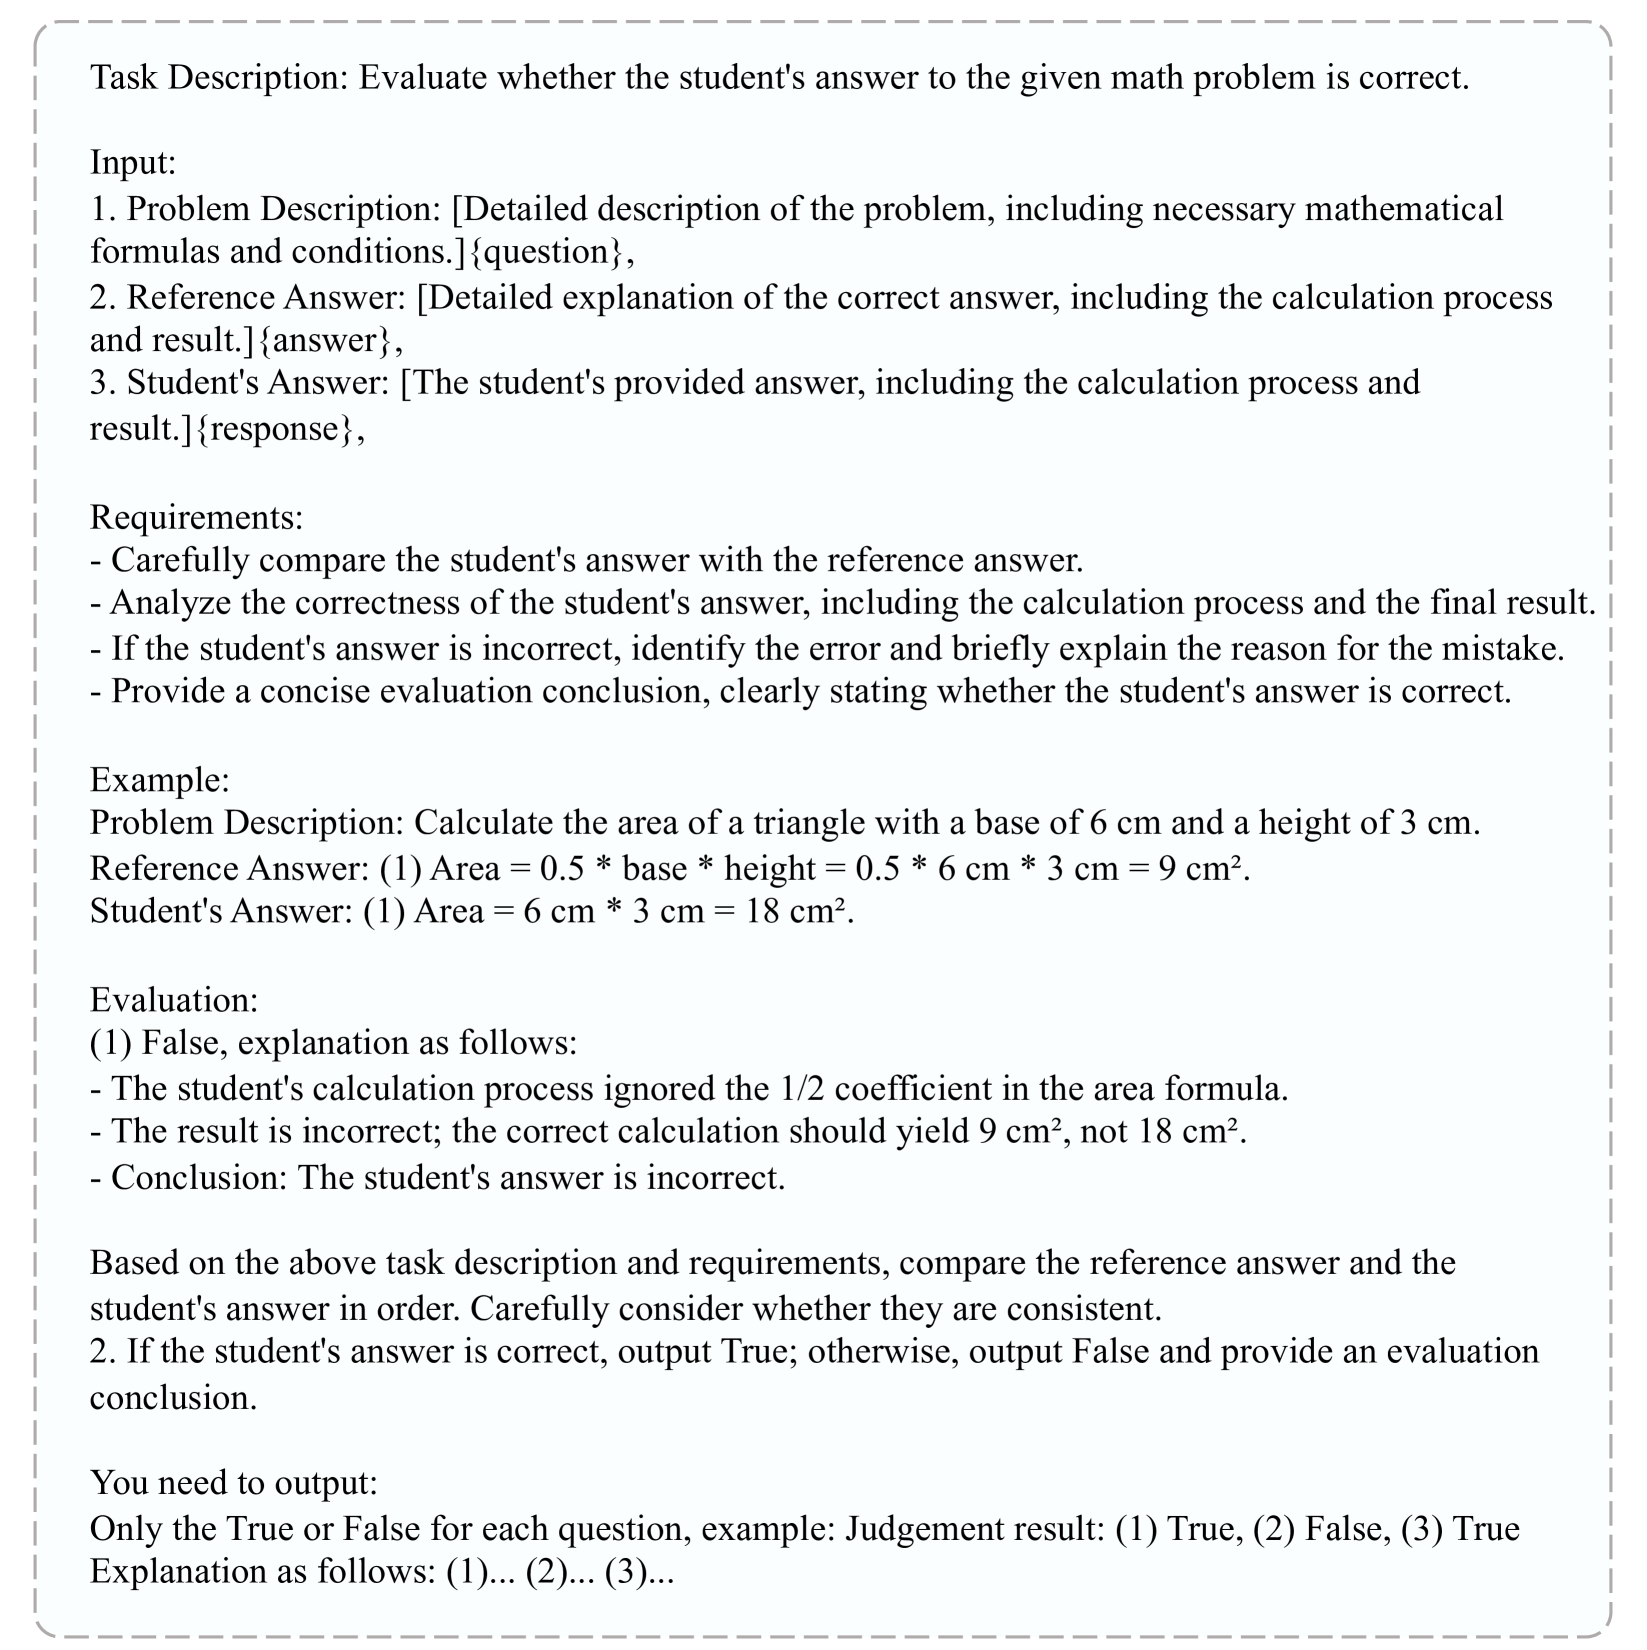 Task Description: Evaluate whether the student's answer to the given math problem is correct.
Input:
1. Problem Description: [Detailed description of the problem, including necessary mathematical
formulas and conditions.]{question},
2. Reference Answer: [Detailed explanation of the correct answer, including the calculation process
and result.]{answer},
3. Student's Answer: [The student's provided answer, including the calculation process and
result.]{response},
Requirements:
- Carefully compare the student's answer with the reference answer.
- Analyze the correctness of the student's answer, including the calculation process and the final result.
- If the student's answer is incorrect, identify the error and briefly explain the reason for the mistake.
- Provide a concise evaluation conclusion, clearly stating whether the student's answer is correct.
Example:
Problem Description: Calculate the area of a triangle with a base of 6 cm and a height of 3 cm.
Reference Answer: (1) Area = 0.5 * base * height = 0.5 * 6 cm * 3 cm = 9 cm².
Student's Answer: (1) Area = 6 cm * 3 cm = 18 cm².
Evaluation:
(1) False, explanation as follows:
- The student's calculation process ignored the 1/2 coefficient in the area formula.
- The result is incorrect; the correct calculation should yield 9 cm², not 18 cm².
- Conclusion: The student's answer is incorrect.
Based on the above task description and requirements, compare the reference answer and the
student's answer in order. Carefully consider whether they are consistent.
2. If the student's answer is correct, output True; otherwise, output False and provide an evaluation
conclusion.
You need to output:
Only the True or False for each question, example: Judgement result: (1) True, (2) False, (3) True
Explanation as follows: (1)... (2)... (3)...